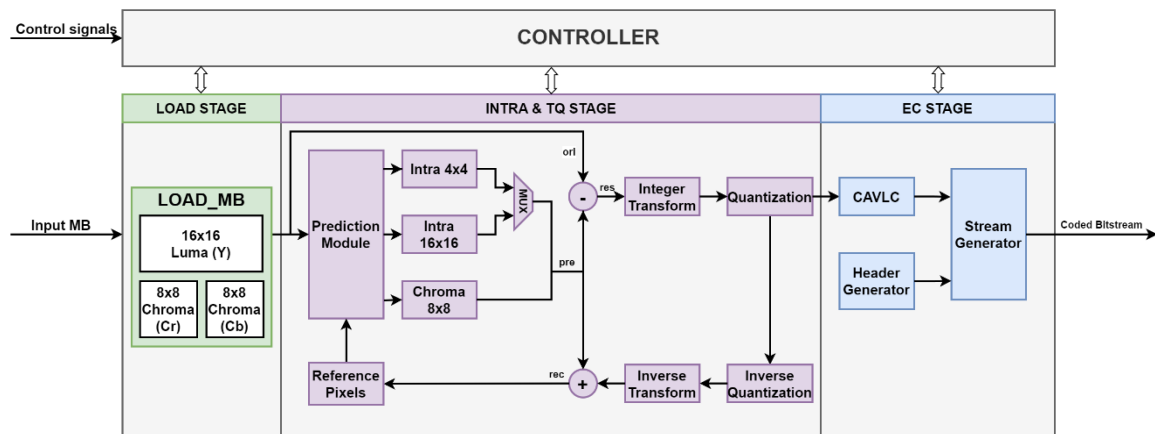 Control signals
CONTROLLER
LOAD STAGE
INTRA & TQ STAGE
EC STAGE
Input MB
LOAD_MB
16x16
Luma (Y)
8x8
Chroma
(Cr)
8x8
Chroma
(Cb)
Prediction
Module
Intra 4x4
Intra
16x16
Chroma
8x8
MUX
ori
pre
-
res
Integer
Transform
Quantization
CAVLC
Header
Generator
Stream
Generator
Coded Bitstream
Reference
Pixels
rec
+
Inverse
Transform
Inverse
Quantization